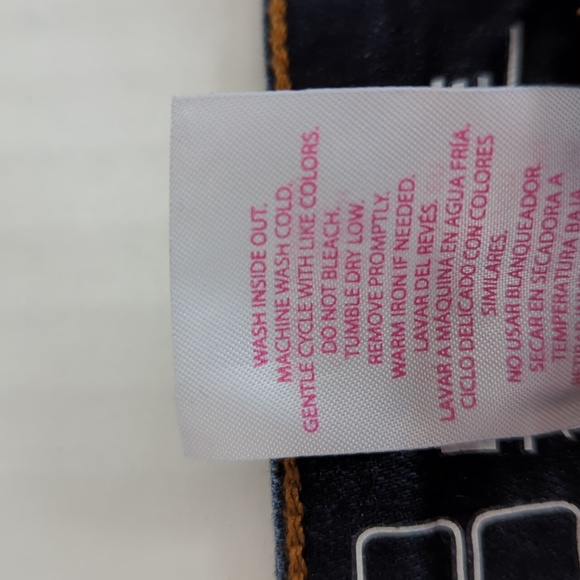 WASH INSIDE OUT.
MACHINE WASH COLD.
GENTLE CYCLE WITH LIKE COLORS.
DO NOT BLEACH.
TUMBLE DRY LOW.
REMOVE PROMPTLY.
WARM IRON IF NEEDED.
LAVAR DEL REVES.
LAVAR A MÁQUINA EN AGUA FRIA.
CICLO DELICADO CON COLORES
SIMILARES.
NO USAR BLANQUEADOR.
SECAR EN SECADORA A
TEMPERATURA BAJA.